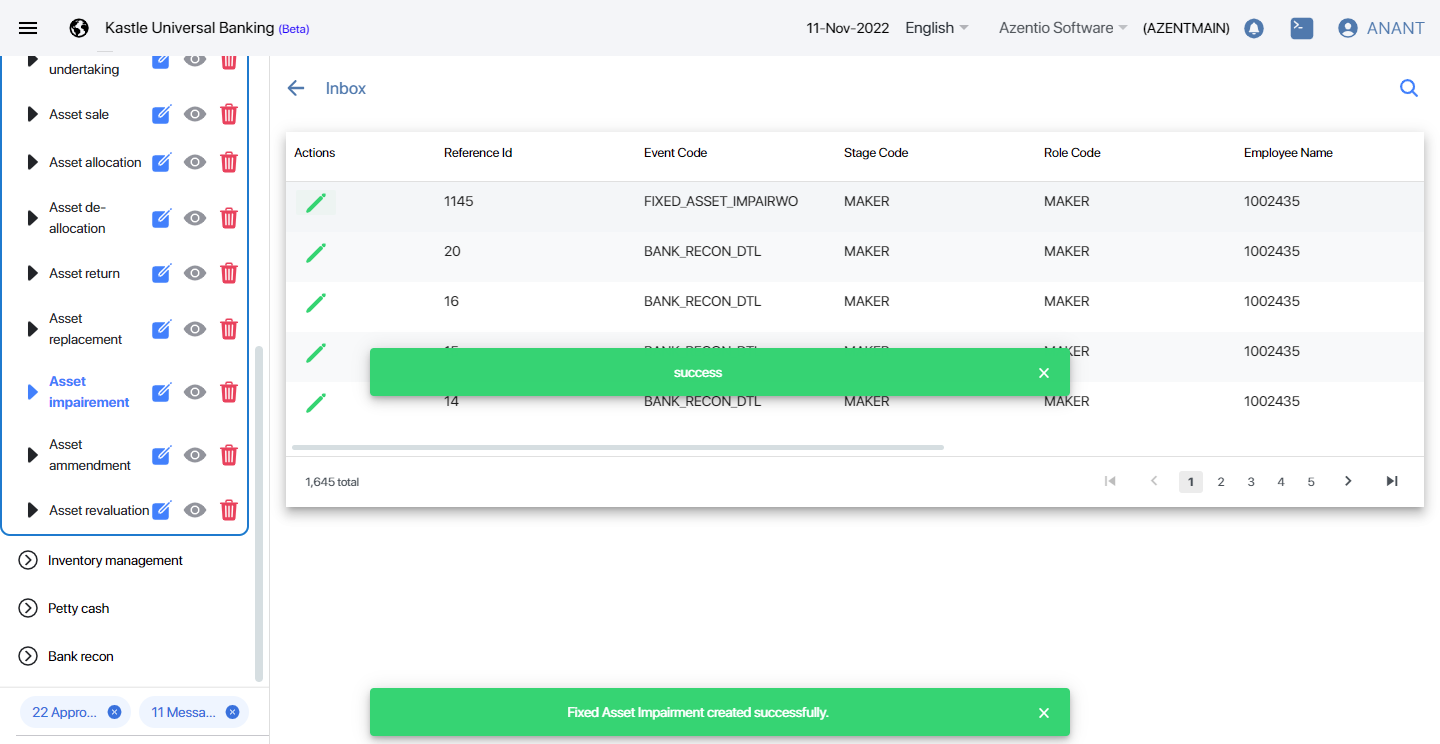 Kastle Universal Banking (Beta)
11-Nov-2022
English
Azentio Software
(AZENTMAIN)
ANANT
undertaking
Asset sale
Asset allocation
Asset de-
allocation
Asset return
Asset
replacement
Asset
impairement
Asset
ammendment
Asset revaluation
Inventory management
Petty cash
Bank recon
22 Appro...
11 Messa...
Inbox
Actions Reference Id Event Code Stage Code Role Code Employee Name
1145 FIXED_ASSET_IMPAIRWO MAKER MAKER 1002435
20 BANK_RECON_DTL MAKER MAKER 1002435
16 BANK_RECON_DTL MAKER MAKER 1002435
1002435
success
14 BANK_RECON_DTL MAKER MAKER 1002435
1,645 total
1 2 3 4 5
Fixed Asset Impairment created successfully.